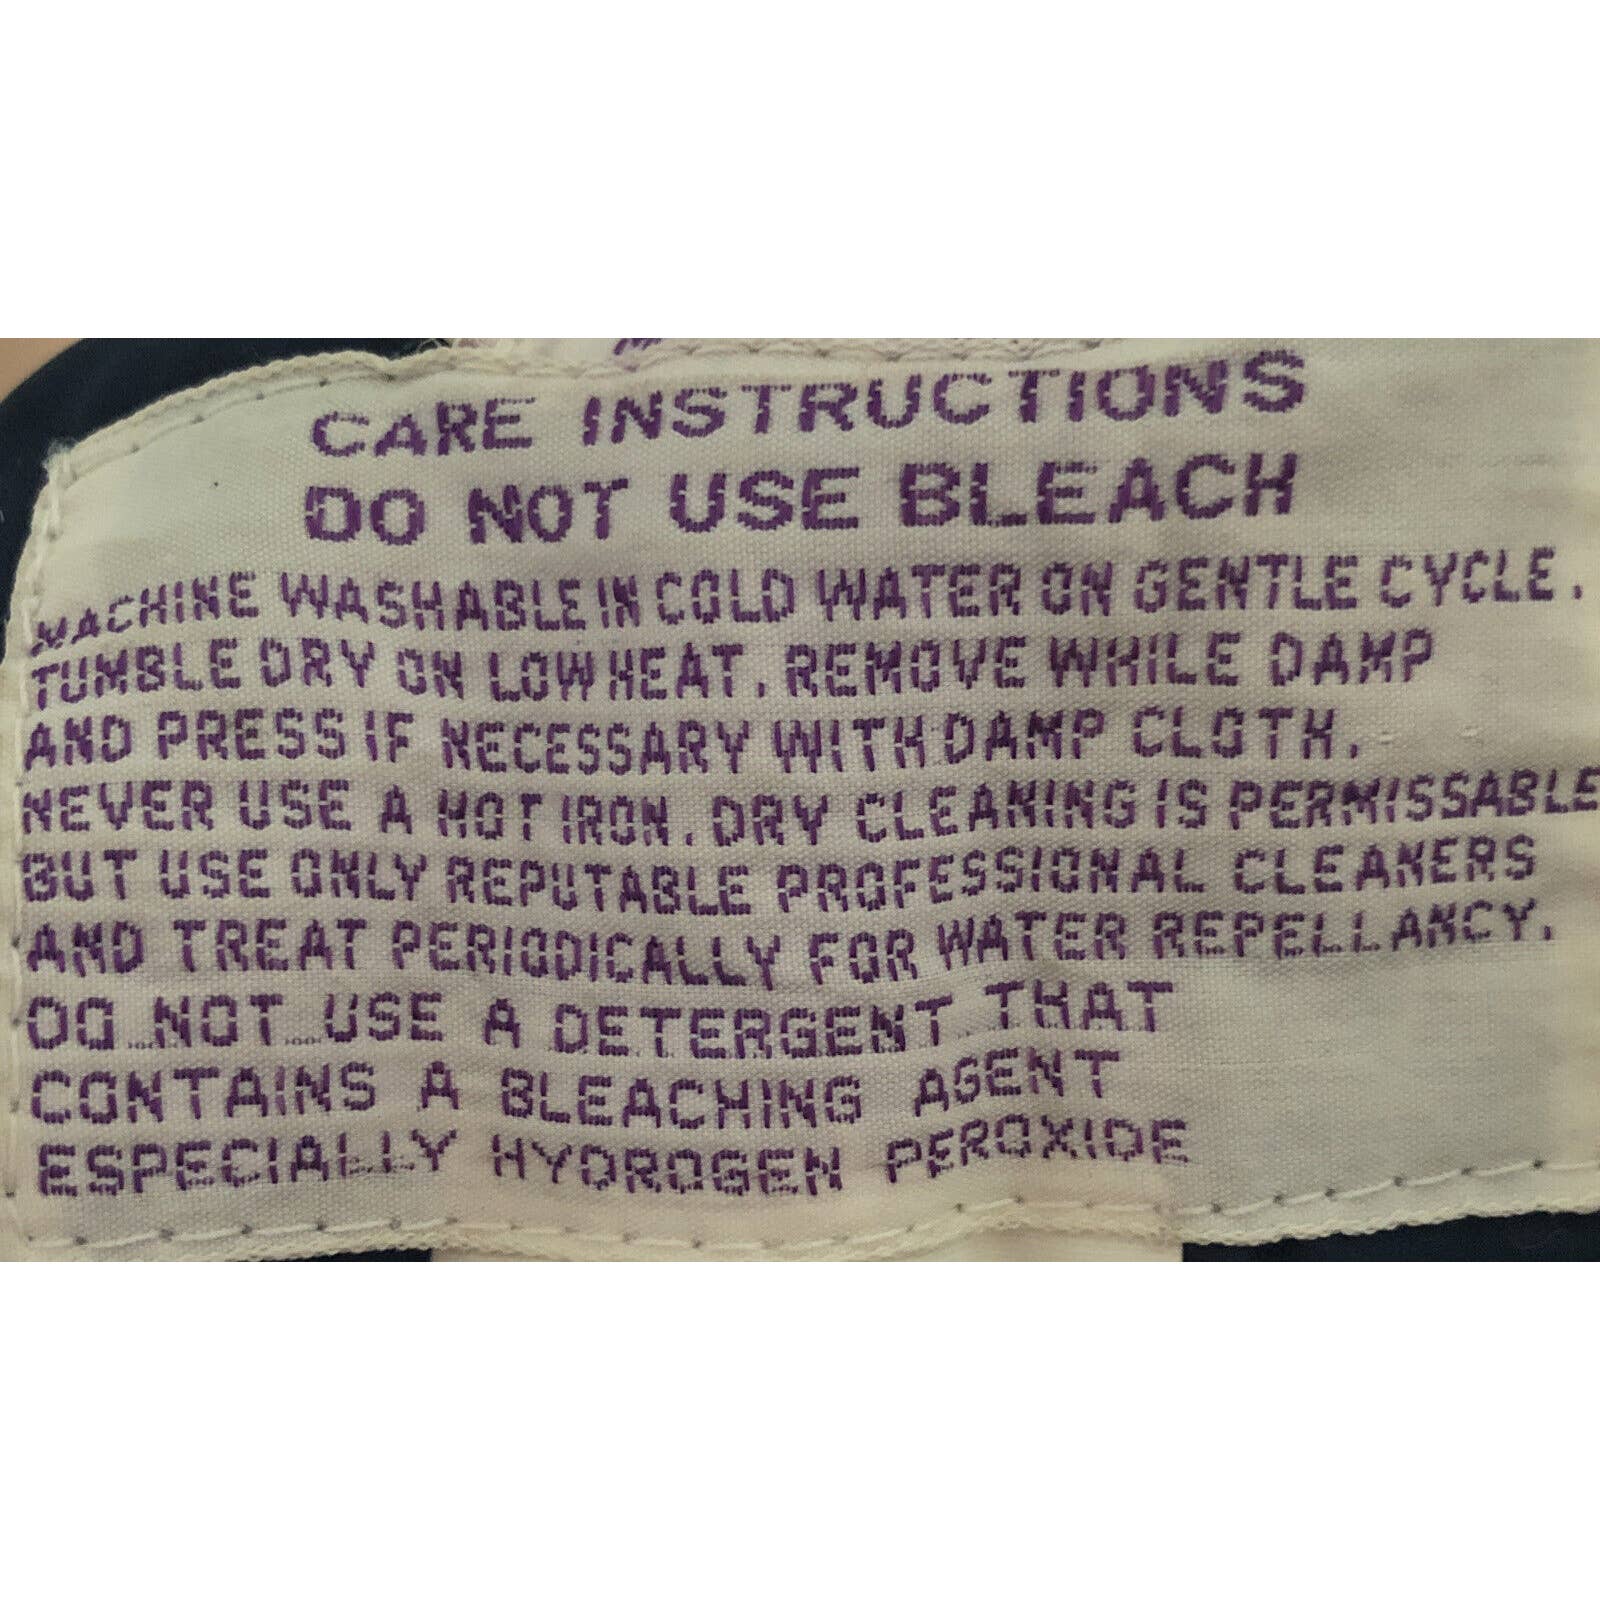 CARE INSTRUCTIONS
DO NOT USE BLEACH
MACHINE WASHABLE IN COLD WATER ON GENTLE CYCLE.
TUMBLE DRY ON LOW HEAT. REMOVE WHILE DAMP
AND PRESS IF NECESSARY WITH DAMP CLOTH.
NEVER USE A HOT IRON. DRY CLEANING IS PERMISSABLE
BUT USE ONLY REPUTABLE PROFESSIONAL CLEANERS
AND TREAT PERIODICALLY FOR WATER REPELLANCY.
DO NOT USE A DETERGENT THAT
CONTAINS A BLEACHING AGENT
ESPECIALLY HYDROGEN PEROXIDE